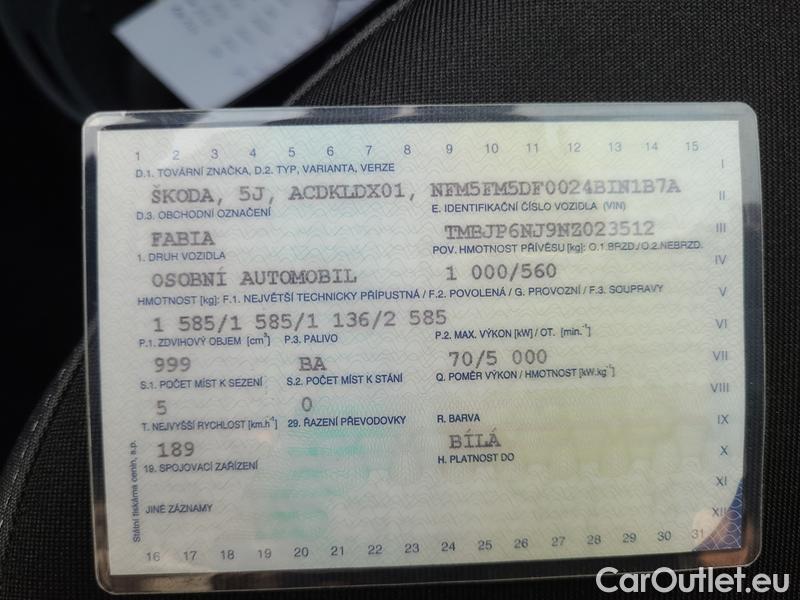 1 2 3 4 5 6 7 8 9 10 11 12 13 14 15
D.1. TOVÁRNÍ ZNAČKA, D.2. TYP, VARIANTA, VERZE
I
ŠKODA, 5J, ACDKLDX01, NFM5FM5DF0024BIN1B7A
II
D.3. OBCHODNÍ OZNAČENÍ
E. IDENTIFIKAČNÍ ČÍSLO VOZIDLA (VIN)
FABIA
TMBJP6NJ9NZ023512
III
1. DRUH VOZIDLA
POV. HMOTNOST PŘÍVĚSU [kg]: O.1.BRZD./O.2.NEBRZD.
OSOBNÍ AUTOMOBIL
1 000/560
IV
HMOTNOST [kg]: F.1. NEJVĚTŠÍ TECHNICKY PŘÍPUSTNÁ / F.2. POVOLENÁ / G. PROVOZNÍ / F.3. SOUPRAVY
V
1 585/1 585/1 136/2 585
VI
P.1. ZDVIHOVÝ OBJEM [cm³]
P.3. PALIVO
P.2. MAX. VÝKON [kW] / OT. [min.⁻¹]
999
BA
70/5 000
VII
S.1. POČET MÍST K SEZENÍ
S.2. POČET MÍST K STÁNÍ
Q. POMĚR VÝKON / HMOTNOST [kW.kg⁻¹]
5
0
VIII
T. NEJVYŠŠÍ RYCHLOST [km.h⁻¹]
29. ŘAZENÍ PŘEVODOVKY
R. BARVA
IX
189
BÍLÁ
X
19. SPOJOVACÍ ZAŘÍZENÍ
H. PLATNOST DO
XI
JINÉ ZÁZNAMY
XII
Státní tiskárna cenin, s.p.
16 17 18 19 20 21 22 23 24 25 26 27 28 29 30 31
CarOutlet.eu